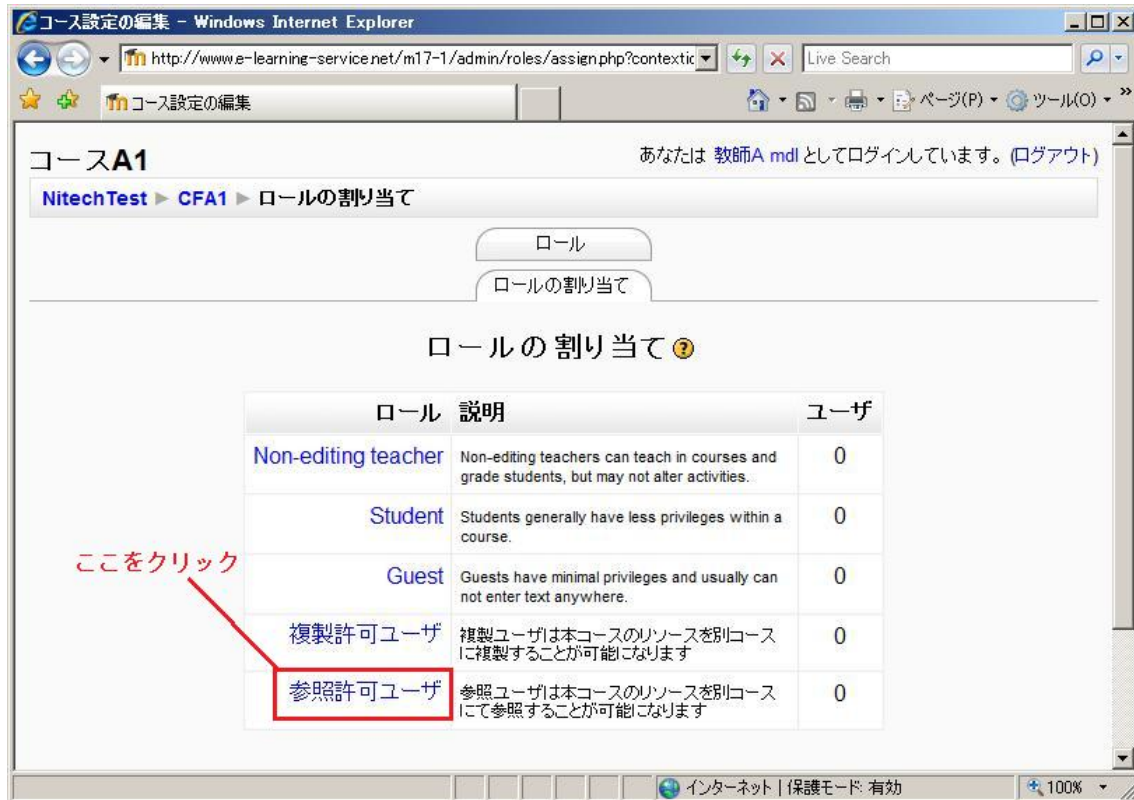 コース設定の編集 - Windows Internet Explorer
http://www.e-learning-service.net/m17-1/admin/roles/assign.php?contextic
Live Search
コース設定の編集
ページ(P)
ツール(O)
»
コースA1
あなたは 教師A mdl としてログインしています。(ログアウト)
NitechTest ► CFA1 ► ロールの割り当て
ロール
ロールの割り当て
ロールの割り当て
ロール 説明 ユーザ
Non-editing teacher Non-editing teachers can teach in courses and 0
grade students, but may not alter activities.
Student Students generally have less privileges within a 0
course.
ここをクリック
Guest Guests have minimal privileges and usually can 0
not enter text anywhere.
複製許可ユーザ 複製ユーザは本コースのリソースを別コース 0
に複製することが可能になります
参照許可ユーザ 参照ユーザは本コースのリソースを別コース 0
にて参照することが可能になります
インターネット | 保護モード: 有効
100%